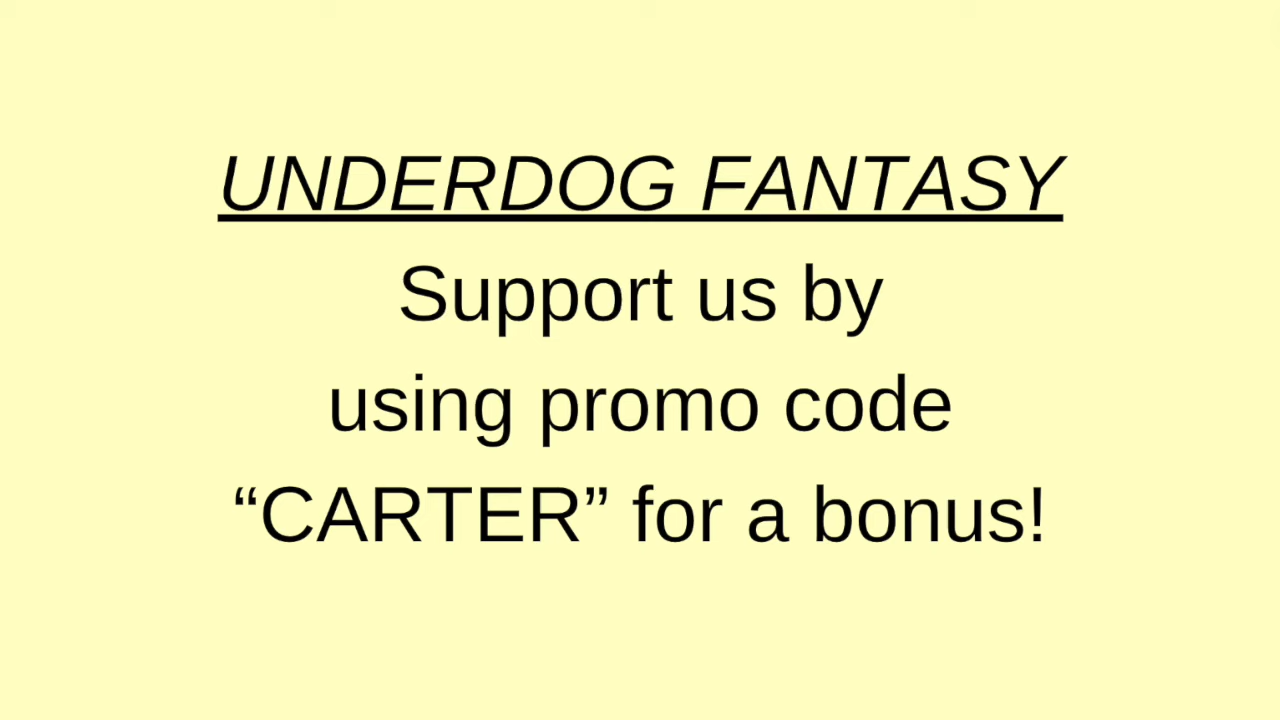 UNDERDOG FANTASY
Support us by
using promo code
“CARTER” for a bonus!